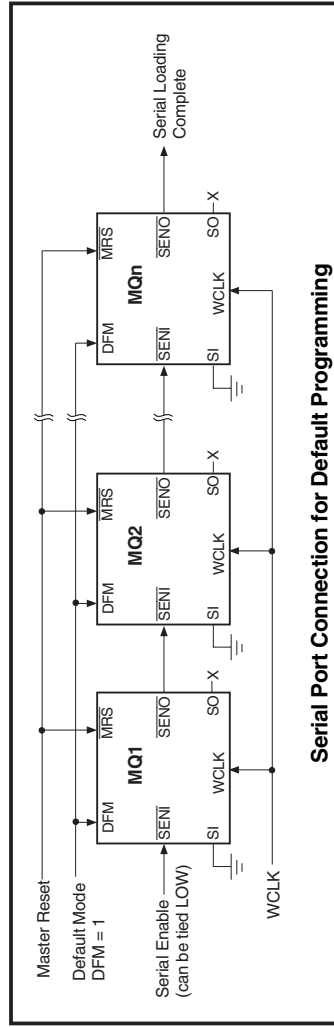 Master Reset
Default Mode
DFM = 1
DFM MRS
MQ1
SENI SENO
SI WCLK SO X
DFM MRS
MQ2
SENI SENO
SI WCLK SO X
DFM MRS
MQn
SENI SENO
SI WCLK SO X
Serial Enable
(can be tied LOW)
Serial Loading
Complete
WCLK
Serial Port Connection for Default Programming